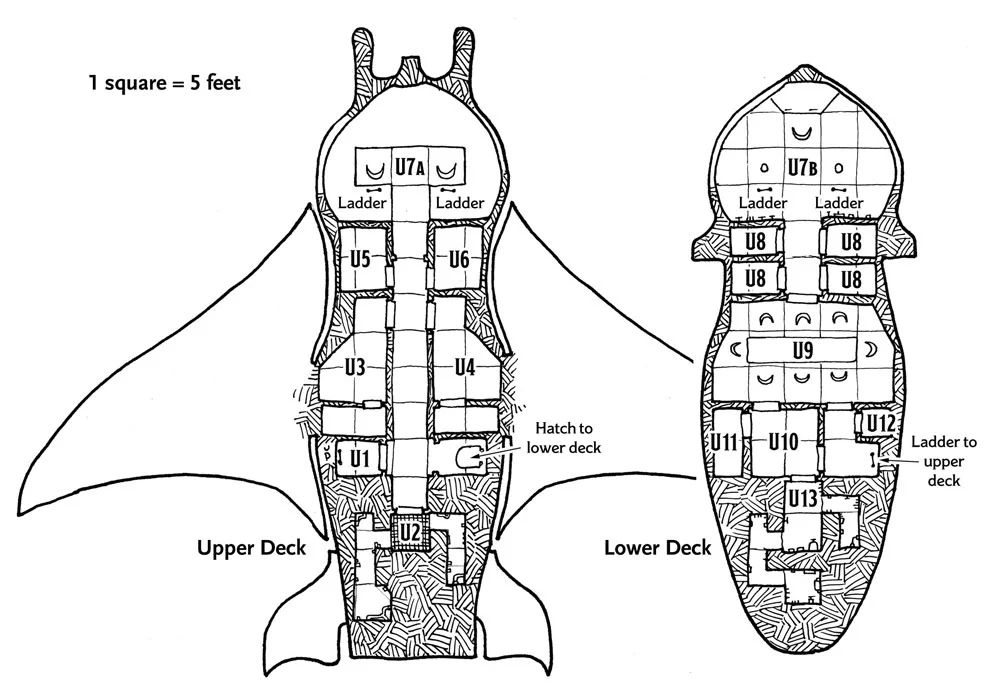 1 square = 5 feet
U7A
Ladder
Ladder
U5
U6
U3
U4
Hatch to
lower deck
U1
U2
Upper Deck
U7B
Ladder
Ladder
U8
U8
U8
U8
U9
U11
U10
U12
Ladder to
upper
deck
U13
Lower Deck